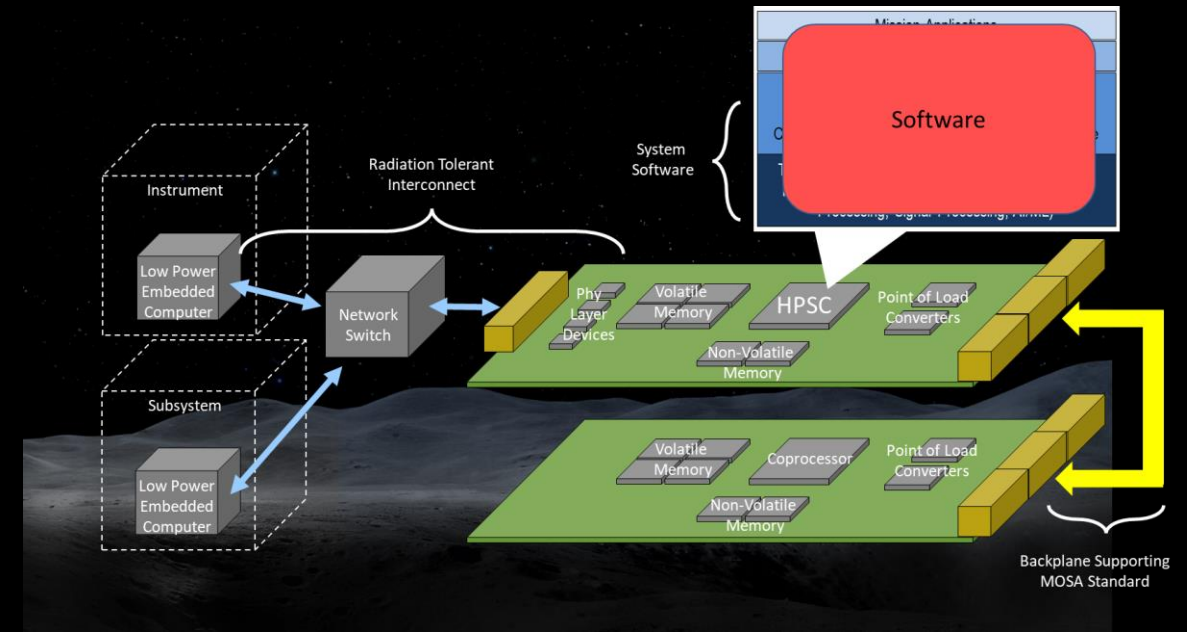 Mission Applications
Software
System
Software
Radiation Tolerant
Interconnect
Instrument
Low Power
Embedded
Computer
Network
Switch
Phy
Layer
Devices
Volatile
Memory
HPSC
Point of Load
Converters
Non-Volatile
Memory
Subsystem
Low Power
Embedded
Computer
Volatile
Memory
Coprocessor
Point of Load
Converters
Non-Volatile
Memory
Backplane Supporting
MOSA Standard